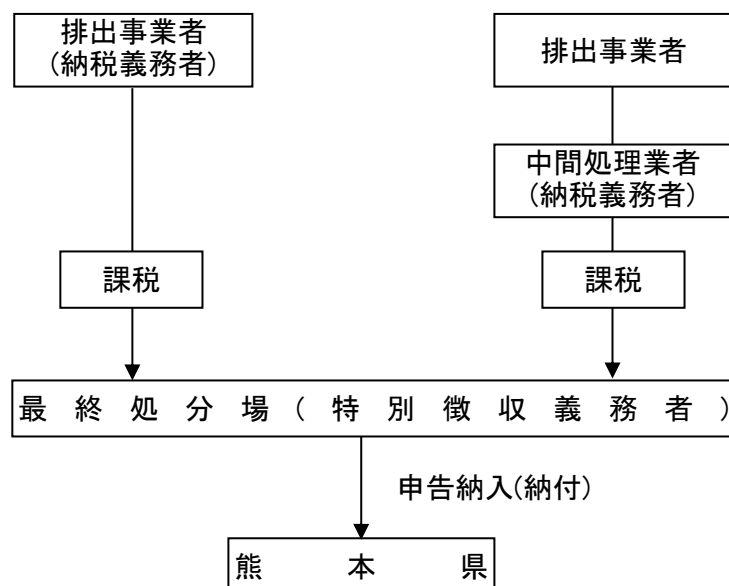 排出事業者
(納税義務者)
排出事業者
中間処理業者
(納税義務者)
課税
課税
最終処分場(特別徴収義務者)
申告納入(納付)
熊本県